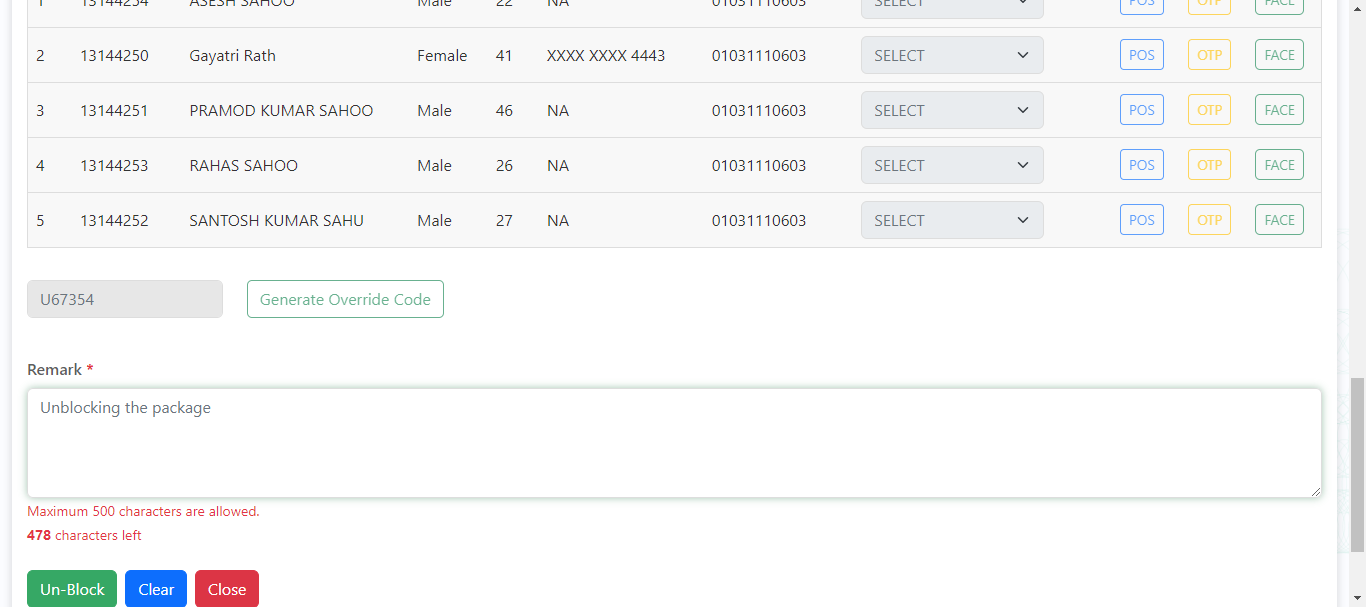 1 13144254 ASESH SAHOO Male 22 NA 01031110603 SELECT POS OTP FACE
2 13144250 Gayatri Rath Female 41 XXXX XXXX 4443 01031110603 SELECT POS OTP FACE
3 13144251 PRAMOD KUMAR SAHOO Male 46 NA 01031110603 SELECT POS OTP FACE
4 13144253 RAHAS SAHOO Male 26 NA 01031110603 SELECT POS OTP FACE
5 13144252 SANTOSH KUMAR SAHU Male 27 NA 01031110603 SELECT POS OTP FACE
U67354 Generate Override Code
Remark *
Unblocking the package
Maximum 500 characters are allowed.
478 characters left
Un-Block Clear Close